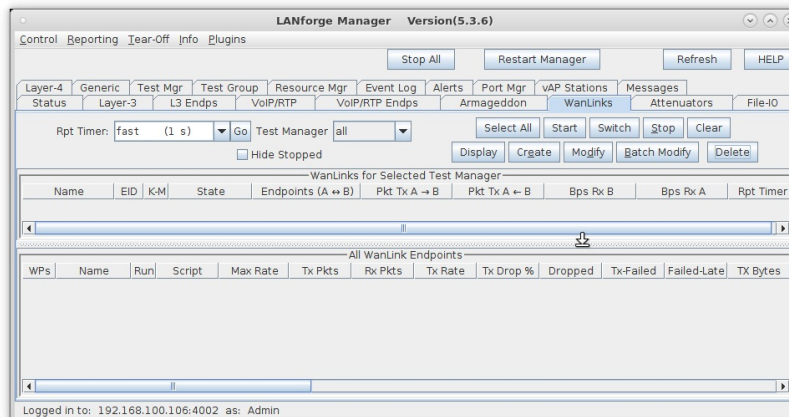 LANforge Manager Version(5.3.6)
Control Reporting Tear-Off Info Plugins
Stop All Restart Manager Refresh HELP
Layer-4 Generic Test Mgr Test Group Resource Mgr Event Log Alerts Port Mgr vAP Stations Messages
Status Layer-3 L3 Endps VoIP/RTP VoIP/RTP Endps Armageddon WanLinks Attenuators File-IO
Rpt Timer: fast (1 s) Go Test Manager all Select All Start Switch Stop Clear
Hide Stopped Display Create Modify Batch Modify Delete
WanLinks for Selected Test Manager
Name EID K-M State Endpoints (A ↔ B) Pkt Tx A → B Pkt Tx A ← B Bps Rx B Bps Rx A Rpt Timer
All WanLink Endpoints
WPs Name Run Script Max Rate Tx Pkts Rx Pkts Tx Rate Tx Drop % Dropped Tx-Failed Failed-Late TX Bytes
Logged in to: 192.168.100.106:4002 as: Admin